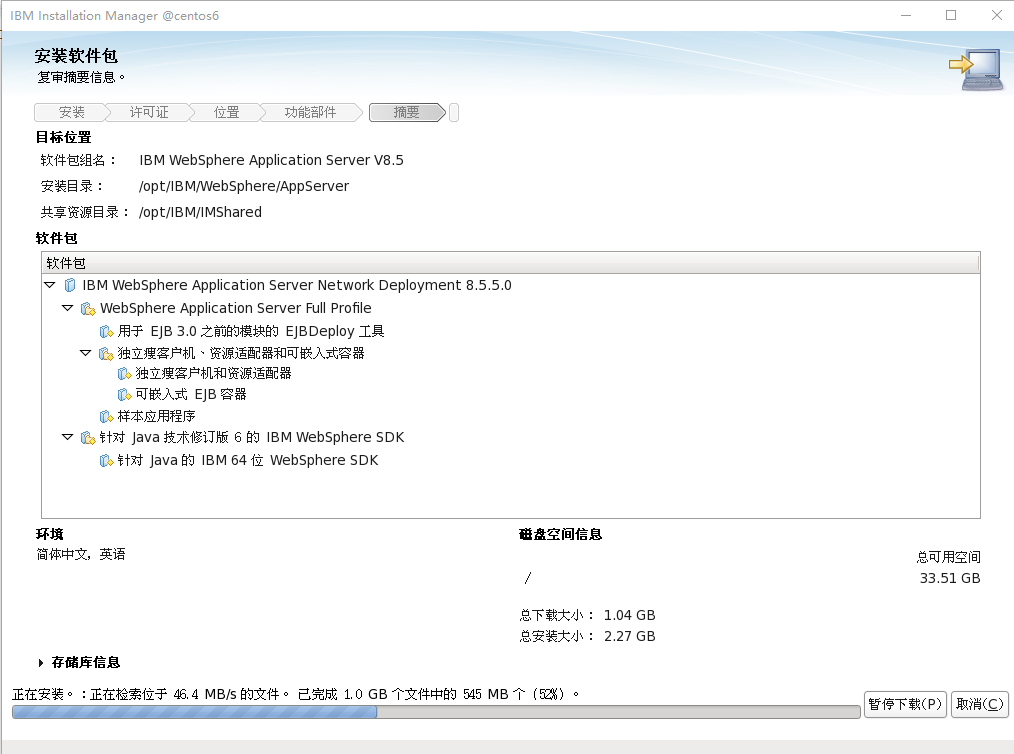 IBM Installation Manager @centos6
安装软件包
复审摘要信息。
安装 许可证 位置 功能部件 摘要
目标位置
软件包组名： IBM WebSphere Application Server V8.5
安装目录： /opt/IBM/WebSphere/AppServer
共享资源目录： /opt/IBM/IMShared
软件包
软件包
IBM WebSphere Application Server Network Deployment 8.5.5.0
WebSphere Application Server Full Profile
用于 EJB 3.0 之前的模块的 EJBDeploy 工具
独立瘦客户机、资源适配器和可嵌入式容器
独立瘦客户机和资源适配器
可嵌入式 EJB 容器
样本应用程序
针对 Java 技术修订版 6 的 IBM WebSphere SDK
针对 Java 的 IBM 64 位 WebSphere SDK
环境 磁盘空间信息
简体中文，英语 总可用空间
/ 33.51 GB
总下载大小： 1.04 GB
总安装大小： 2.27 GB
存储库信息
正在安装。：正在检索位于 46.4 MB/s 的文件。 已完成 1.0 GB 个文件中的 545 MB 个（52%）。
暂停下载(P) 取消(C)